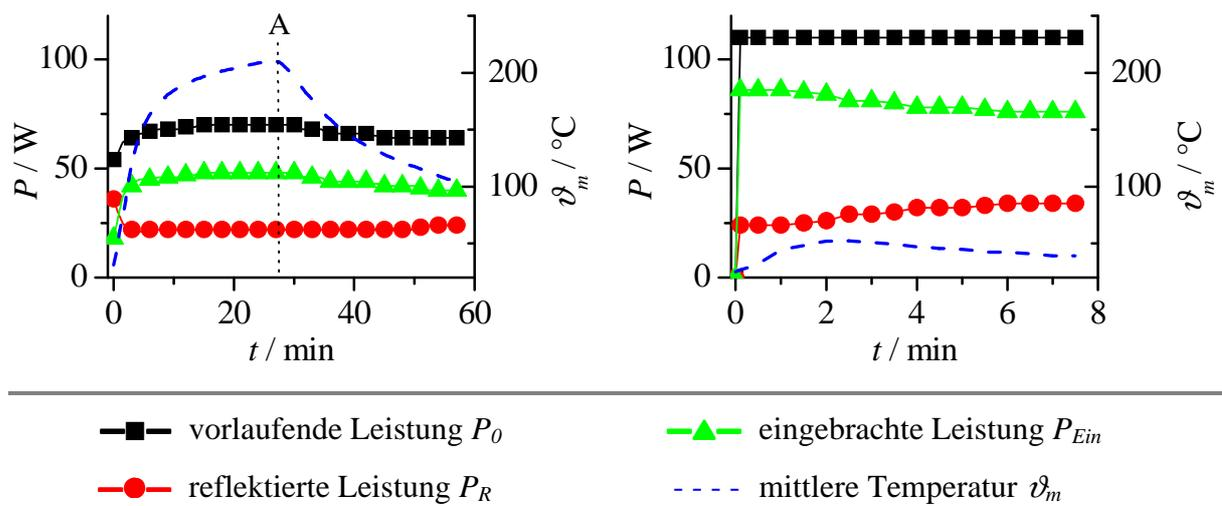 A
100
50
0
P / W
200
100
ϑm / °C
0 20 40 60
t / min
100
50
0
P / W
200
100
ϑm / °C
0 2 4 6 8
t / min
vorlaufende Leistung P0
eingebrachte Leistung PEin
reflektierte Leistung PR
mittlere Temperatur ϑm